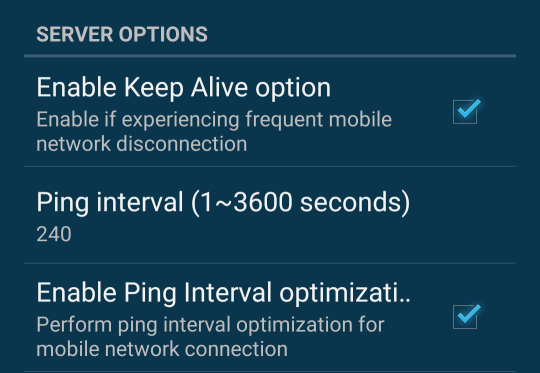 SERVER OPTIONS
Enable Keep Alive option
Enable if experiencing frequent mobile
network disconnection
Ping interval (1~3600 seconds)
240
Enable Ping Interval optimizati..
Perform ping interval optimization for
mobile network connection